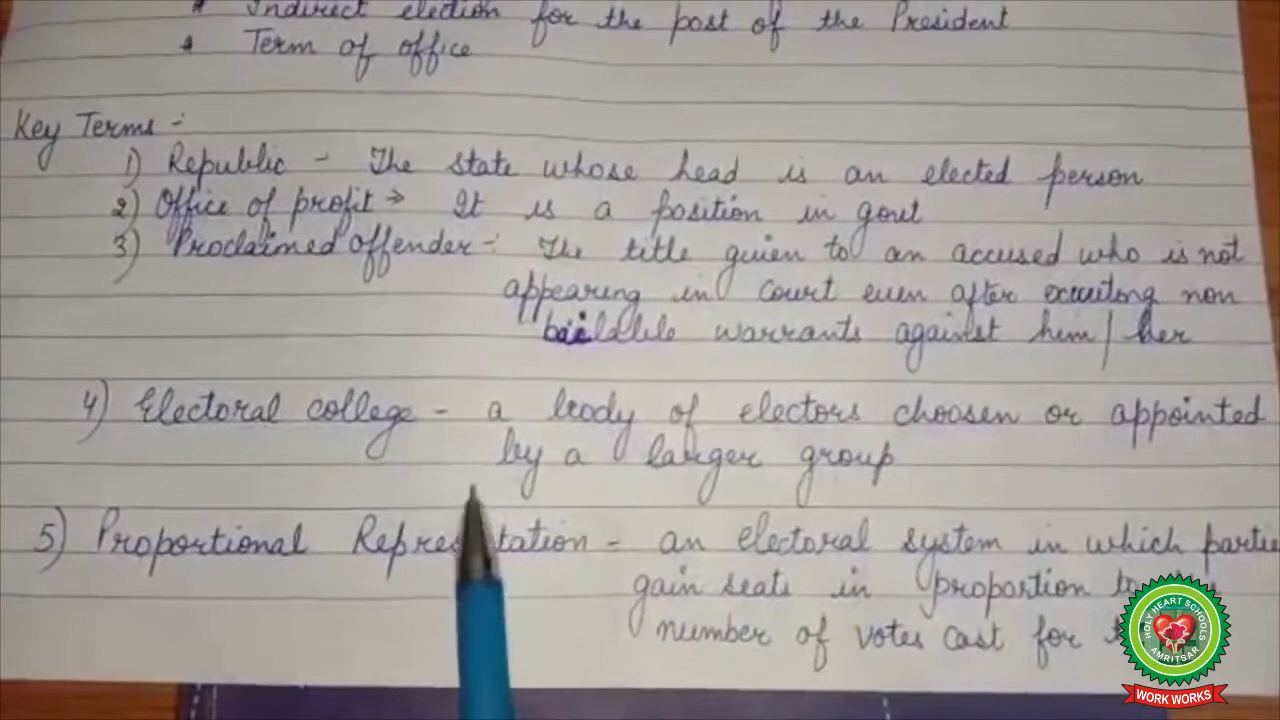 * Indirect election for the post of the President
* Term of office
Key Terms :-
1) Republic - The state whose head is an elected person
2) Office of profit → It is a position in govt
3) Proclaimed offender :- The title given to an accused who is not
appearing in court even after non
bailable warrants against him / her
4) Electoral college - a body of electors choosen or appointed
by a larger group
5) Proportional - an electoral system in which
gain seats in proportion
number of votes cast for
HOLY HEART SCHOOLS
AMRITSAR
WORK WORKS